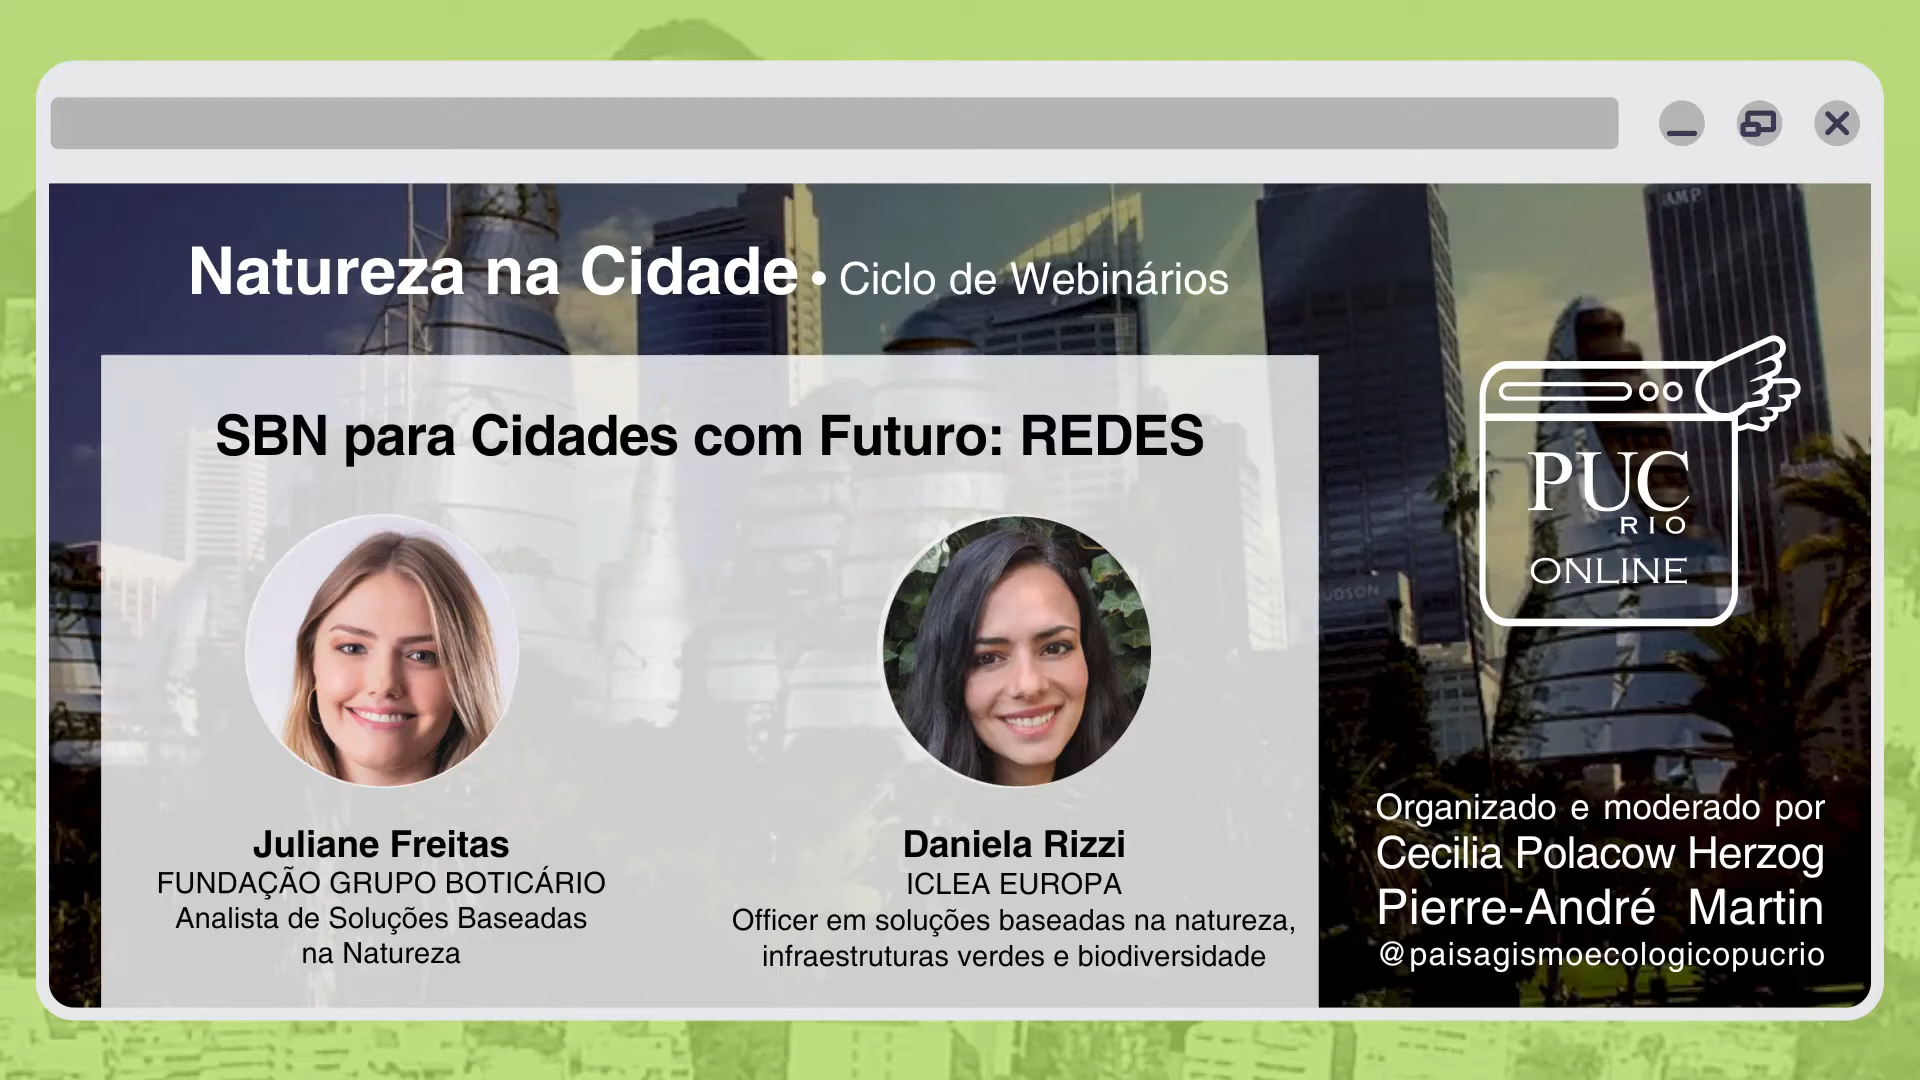 Natureza na Cidade • Ciclo de Webinários
SBN para Cidades com Futuro: REDES
Juliane Freitas
FUNDAÇÃO GRUPO BOTICÁRIO
Analista de Soluções Baseadas
na Natureza
Daniela Rizzi
ICLEA EUROPA
Officer em soluções baseadas na natureza,
infraestruturas verdes e biodiversidade
PUC
RIO
ONLINE
Organizado e moderado por
Cecilia Polacow Herzog
Pierre-André Martin
@paisagismoecologicopucrio
AMP
UDSON